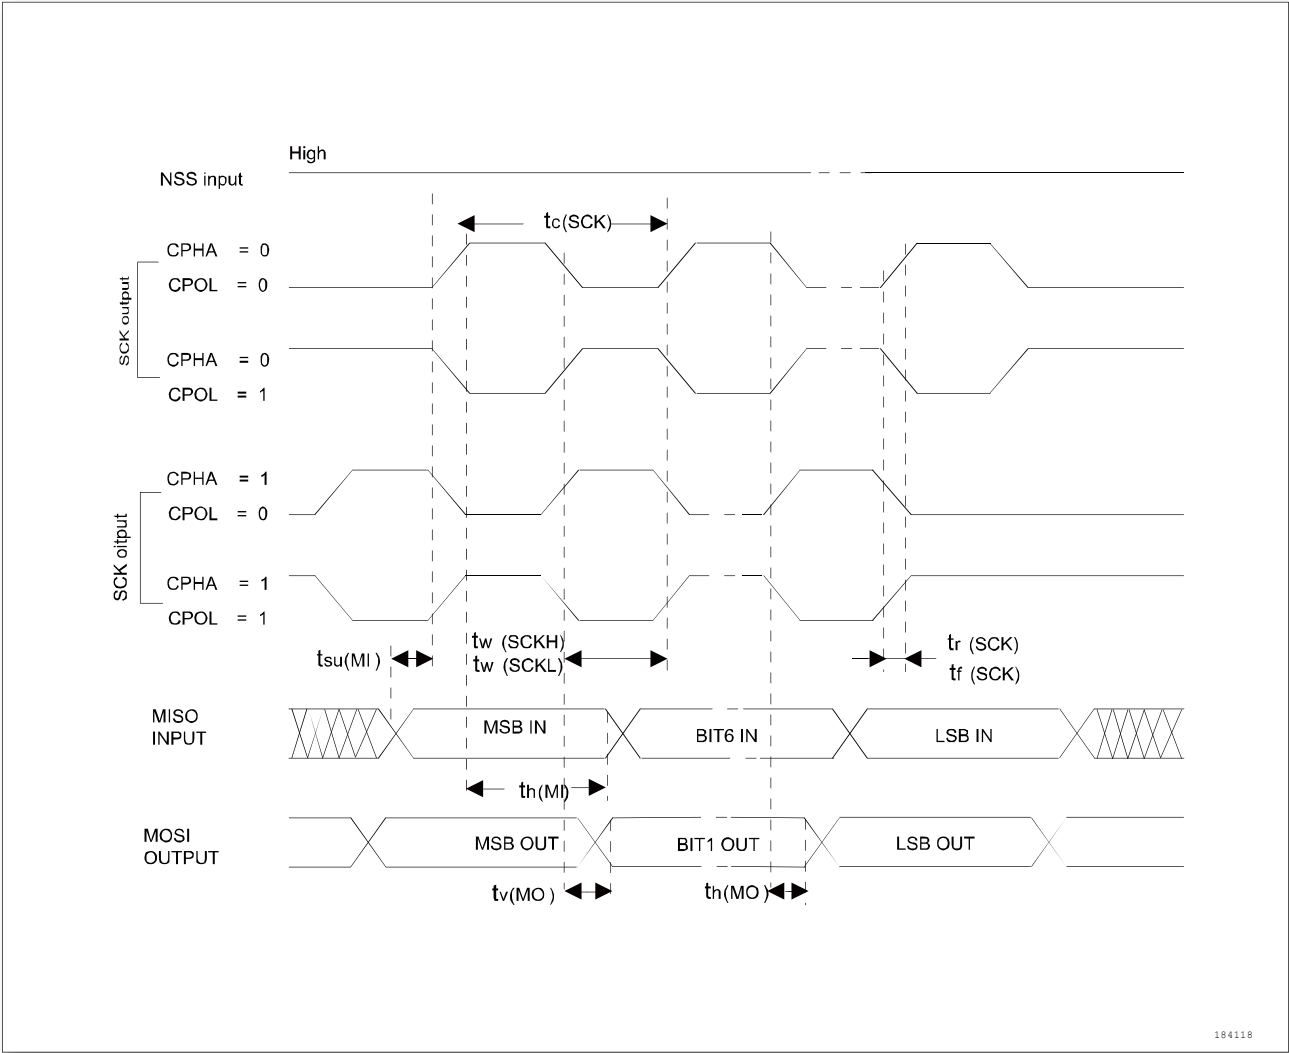 High
NSS input
tc(SCK)
CPHA = 0
CPOL = 0
SCK output
CPHA = 0
CPOL = 1
CPHA = 1
CPOL = 0
SCK oitput
CPHA = 1
CPOL = 1
tsu(MI)
tw (SCKH)
tw (SCKL)
tr (SCK)
tf (SCK)
MISO
INPUT
MSB IN
BIT6 IN
LSB IN
th(MI)
MOSI
OUTPUT
MSB OUT
BIT1 OUT
LSB OUT
tv(MO)
th(MO)
184118